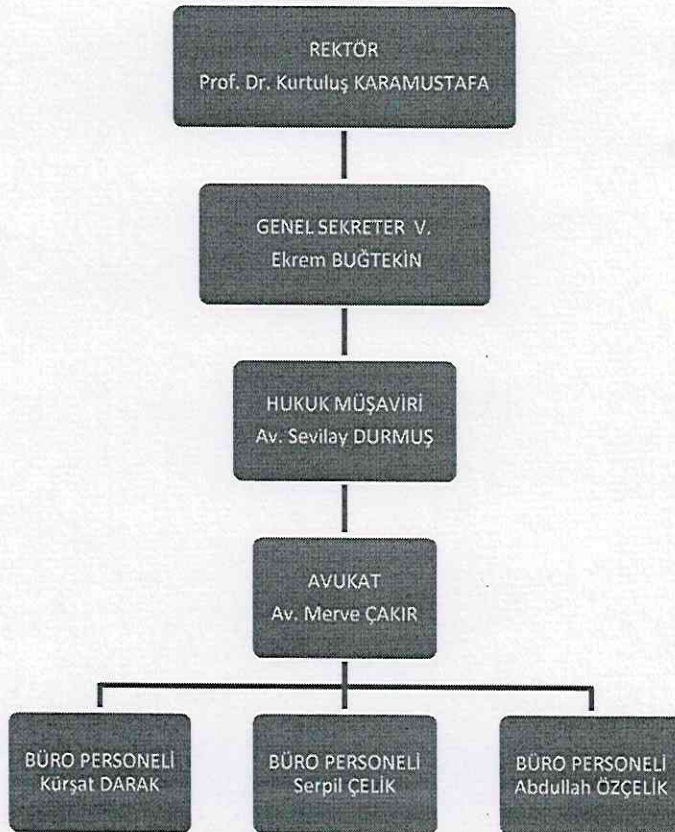 REKTÖR
Prof. Dr. Kurtuluş KARAMUSTAFA
GENEL SEKRETER V.
Ekrem BUĞTEKİN
HUKUK MÜŞAVİRİ
Av. Sevilay DURMUŞ
AVUKAT
Av. Merve ÇAKIR
BÜRO PERSONELİ
Kürşat DARAK
BÜRO PERSONELİ
Serpil ÇELİK
BÜRO PERSONELİ
Abdullah ÖZÇELİK